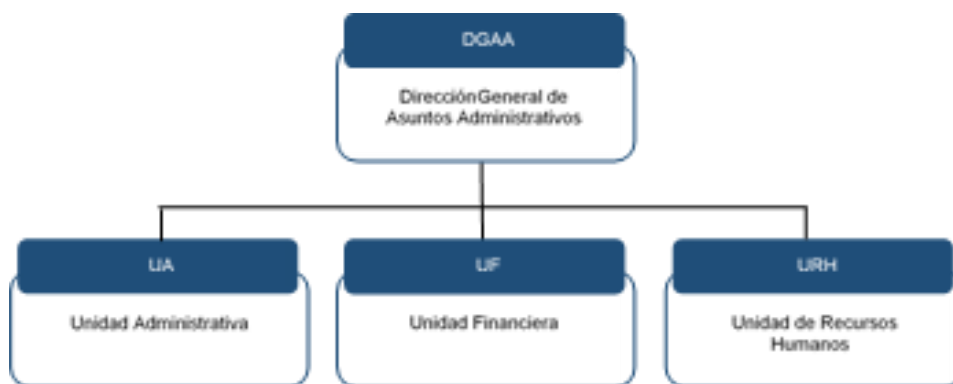 DGAA
DirecciónGeneral de
Asuntos Administrativos
UA
Unidad Administrativa
UF
Unidad Financiera
URH
Unidad de Recursos
Humanos